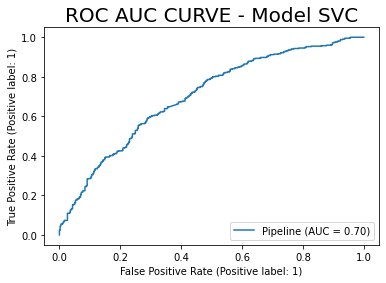 ROC AUC CURVE - Model SVC
1.0
0.8
0.6
0.4
0.2
0.0
True Positive Rate (Positive label: 1)
Pipeline (AUC = 0.70)
0.0 0.2 0.4 0.6 0.8 1.0
False Positive Rate (Positive label: 1)